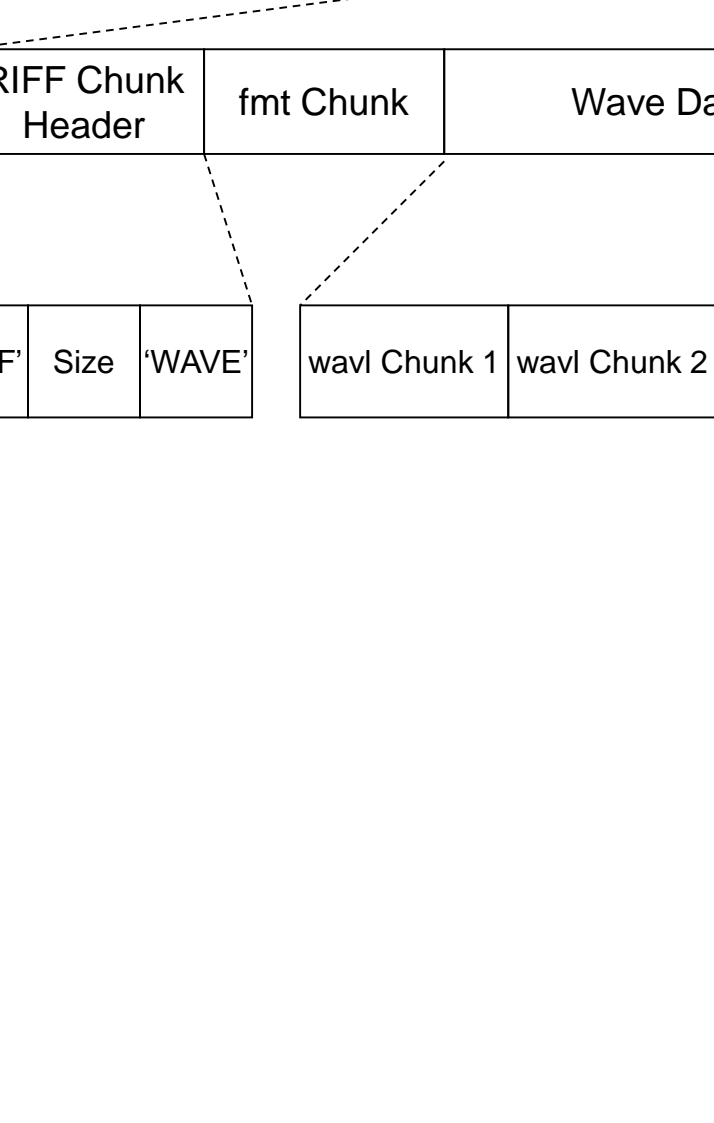 RIFF Chunk
Header
fmt Chunk
Wave Da
F’
Size
‘WAVE’
wavl Chunk 1
wavl Chunk 2